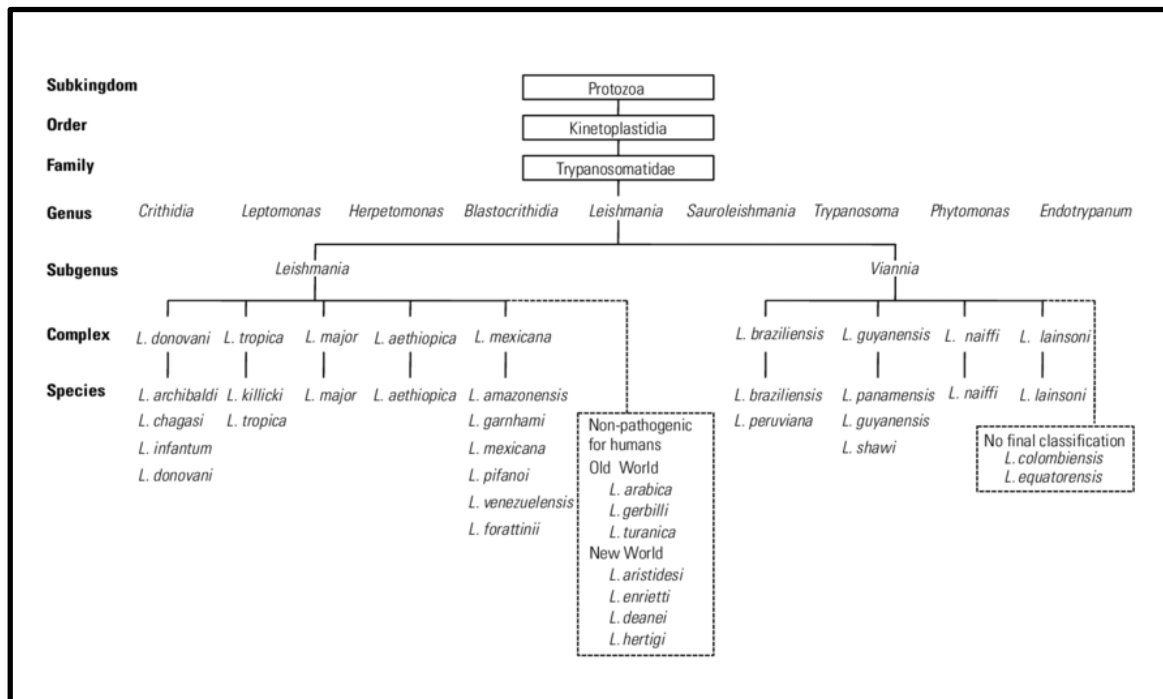 Subkingdom Protozoa
Order Kinetoplastidia
Family Trypanosomatidae
Genus Crithidia Leptomonas Herpetomonas Blastocrithidia Leishmania Sauroleishmania Trypanosoma Phytomonas Endotrypanum
Subgenus Leishmania Viannia
Complex L. donovani L. tropica L. major L. aethiopica L. mexicana L. braziliensis L. guyanensis L. naiffi L. lainsoni
Species L. archibaldi L. killicki L. major L. aethiopica L. amazonensis L. braziliensis L. panamensis L. naiffi L. lainsoni
L. chagasi L. tropica L. garnhami L. peruviana L. guyanensis
L. infantum L. mexicana L. shawi
L. donovani L. pifanoi
L. venezuelensis
L. forattinii
Non-pathogenic
for humans
Old World
L. arabica
L. gerbilli
L. turanica
New World
L. aristidesi
L. enrietti
L. deanei
L. hertigi
No final classification
L. colombiensis
L. equatorensis